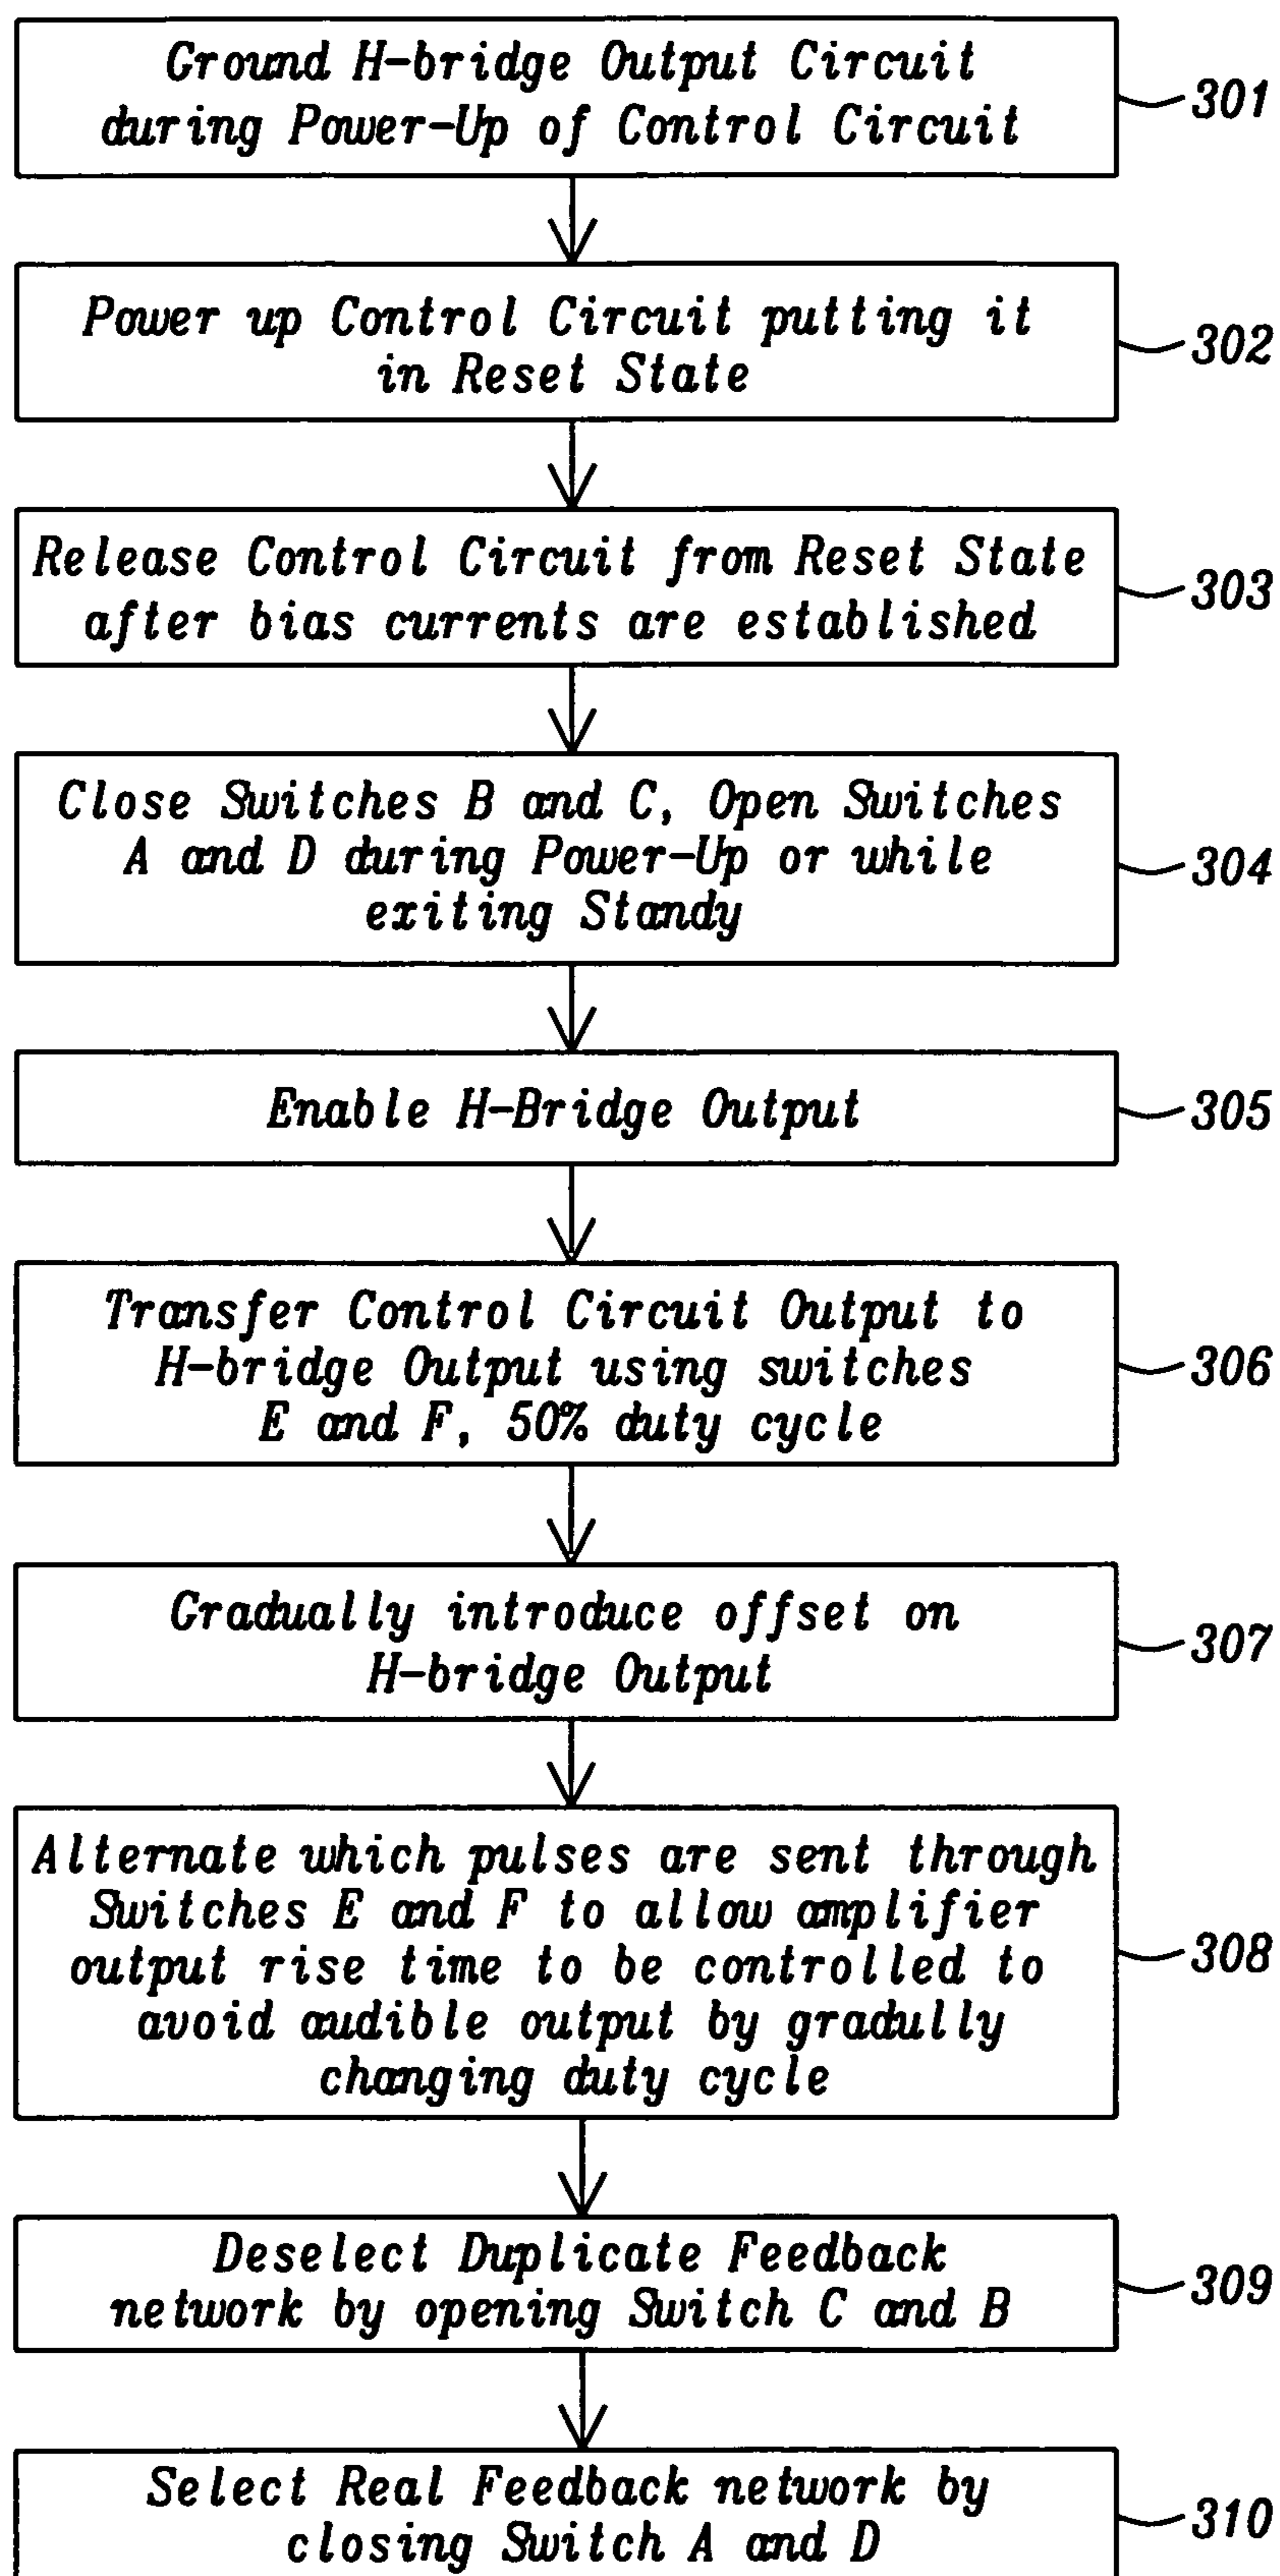 Ground H-bridge Output Circuit
during Power-Up of Control Circuit
301
Power up Control Circuit putting it
in Reset State
302
Release Control Circuit from Reset State
after bias currents are established
303
Close Switches B and C, Open Switches
A and D during Power-Up or while
exiting Standy
304
Enable H-Bridge Output
305
Transfer Control Circuit Output to
H-bridge Output using switches
E and F, 50% duty cycle
306
Gradually introduce offset on
H-bridge Output
307
Alternate which pulses are sent through
Switches E and F to allow amplifier
output rise time to be controlled to
avoid audible output by gradully
changing duty cycle
308
Deselect Duplicate Feedback
network by opening Switch C and B
309
Select Real Feedback network by
closing Switch A and D
310